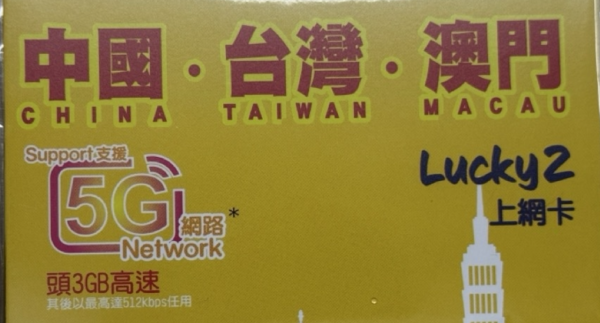 中國·台灣·澳門
CHINA TAIWAN MACAU
Support支援
5G網路*
Network
Lucky2
上網卡
頭3GB高速
其後以最高速512kbps任用